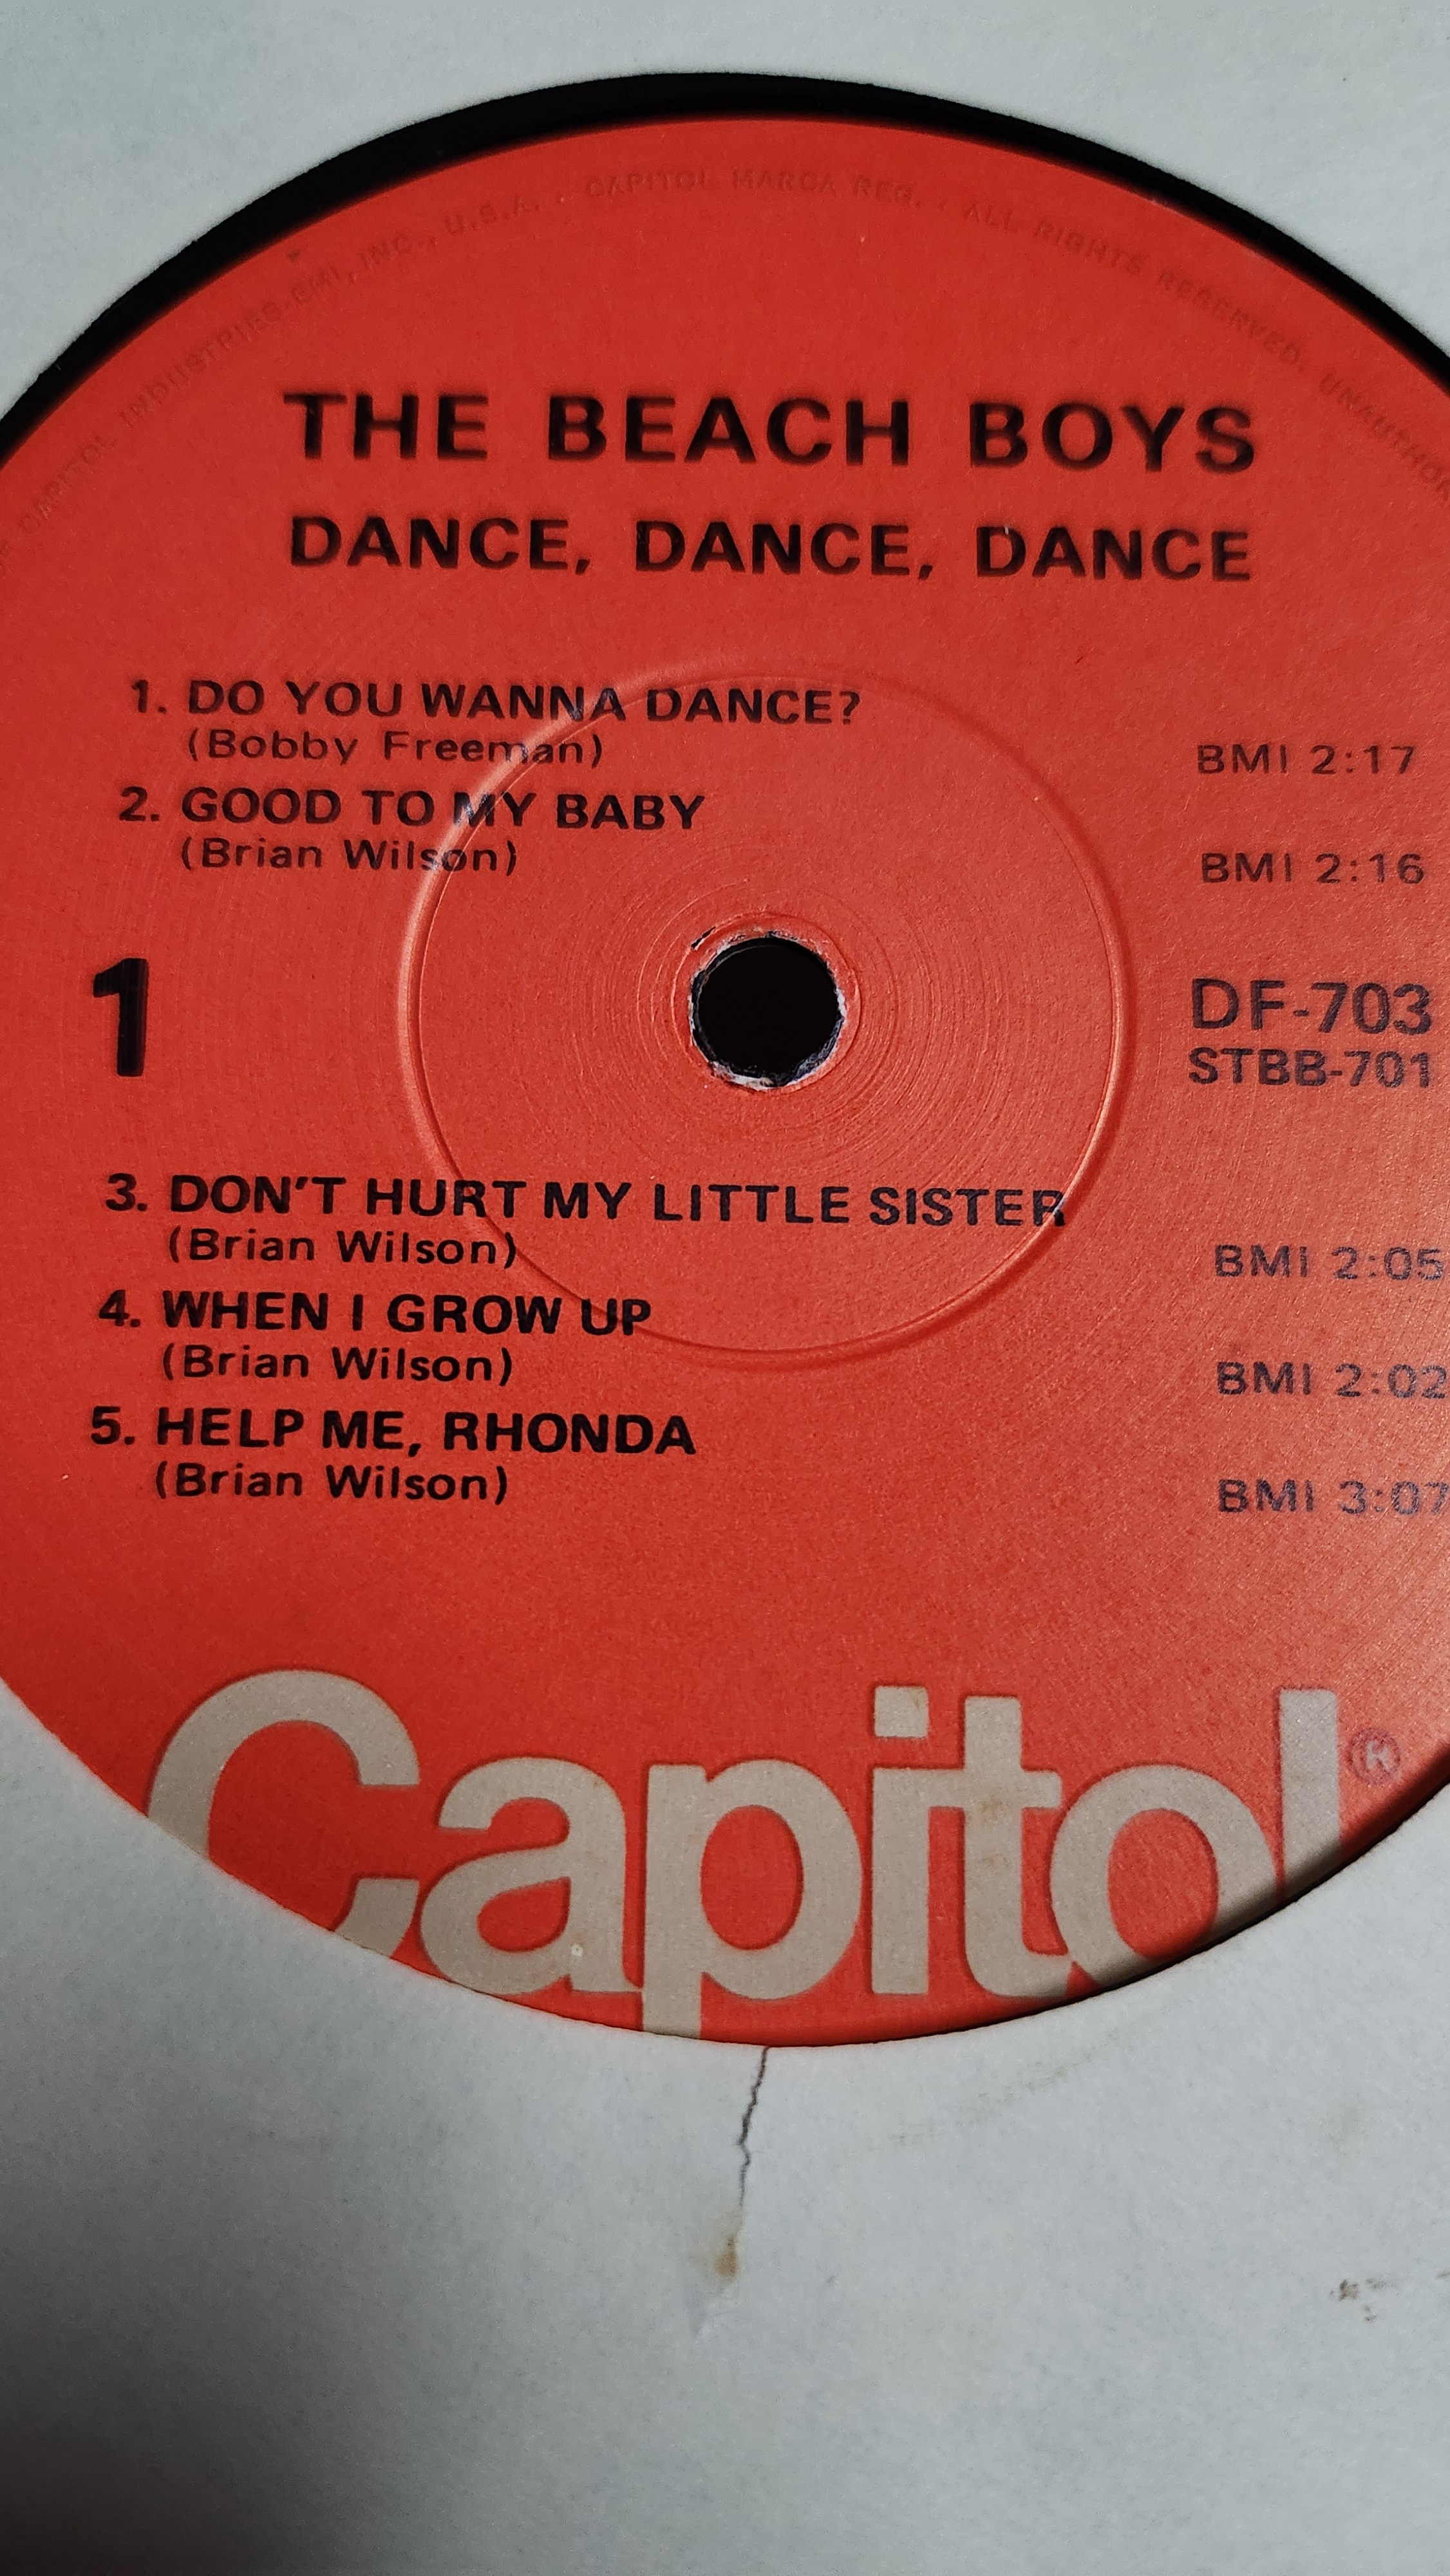 CAPITOL INDUSTRIES-EMI, INC., U.S.A. . CAPITOL MARCA REG. . ALL RIGHTS RESERVED.
THE BEACH BOYS
DANCE, DANCE, DANCE
1. DO YOU WANNA DANCE?
(Bobby Freeman) BMI 2:17
2. GOOD TO MY BABY
(Brian Wilson) BMI 2:16
1
DF-703
STBB-701
3. DON'T HURT MY LITTLE SISTER
(Brian Wilson) BMI 2:05
4. WHEN I GROW UP
(Brian Wilson) BMI 2:02
5. HELP ME, RHONDA
(Brian Wilson) BMI 3:07
Capitol®